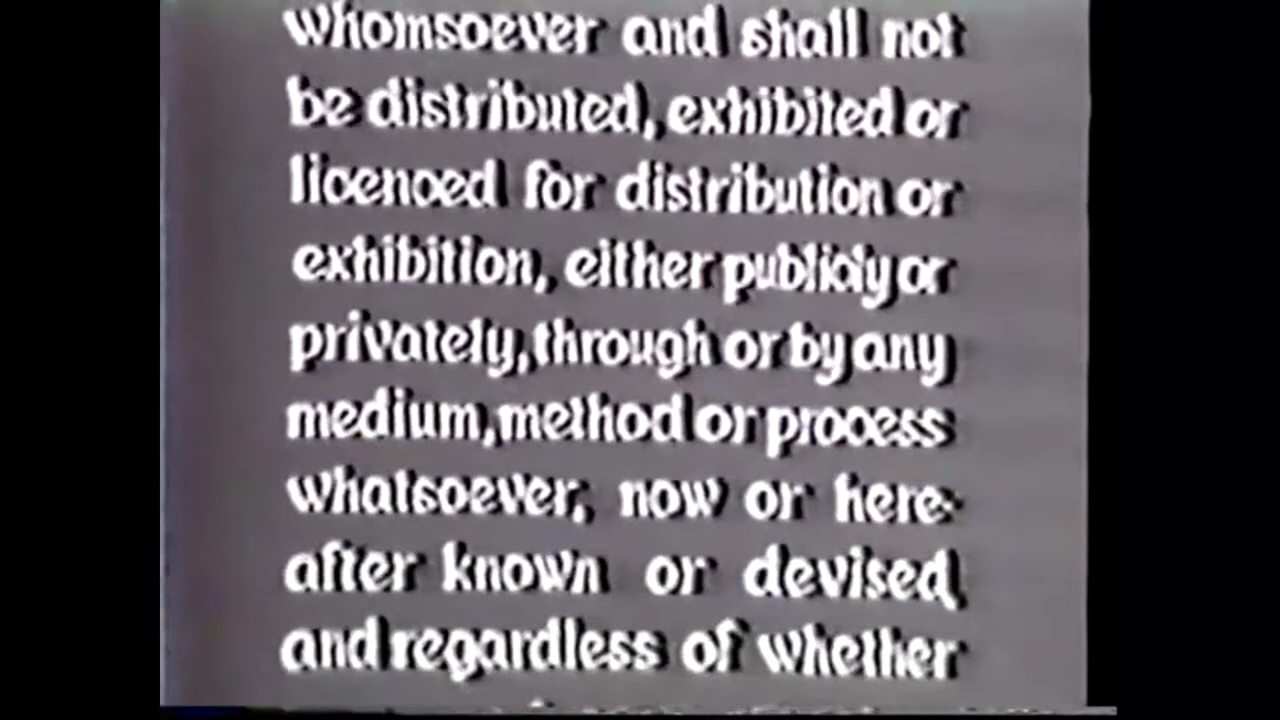 whomsoever and shall not
be distributed, exhibited or
licenced for distribution or
exhibition, either publicly or
privately, through or by any
medium, method or process
whatsoever, now or here-
after known or devised,
and regardless of whether